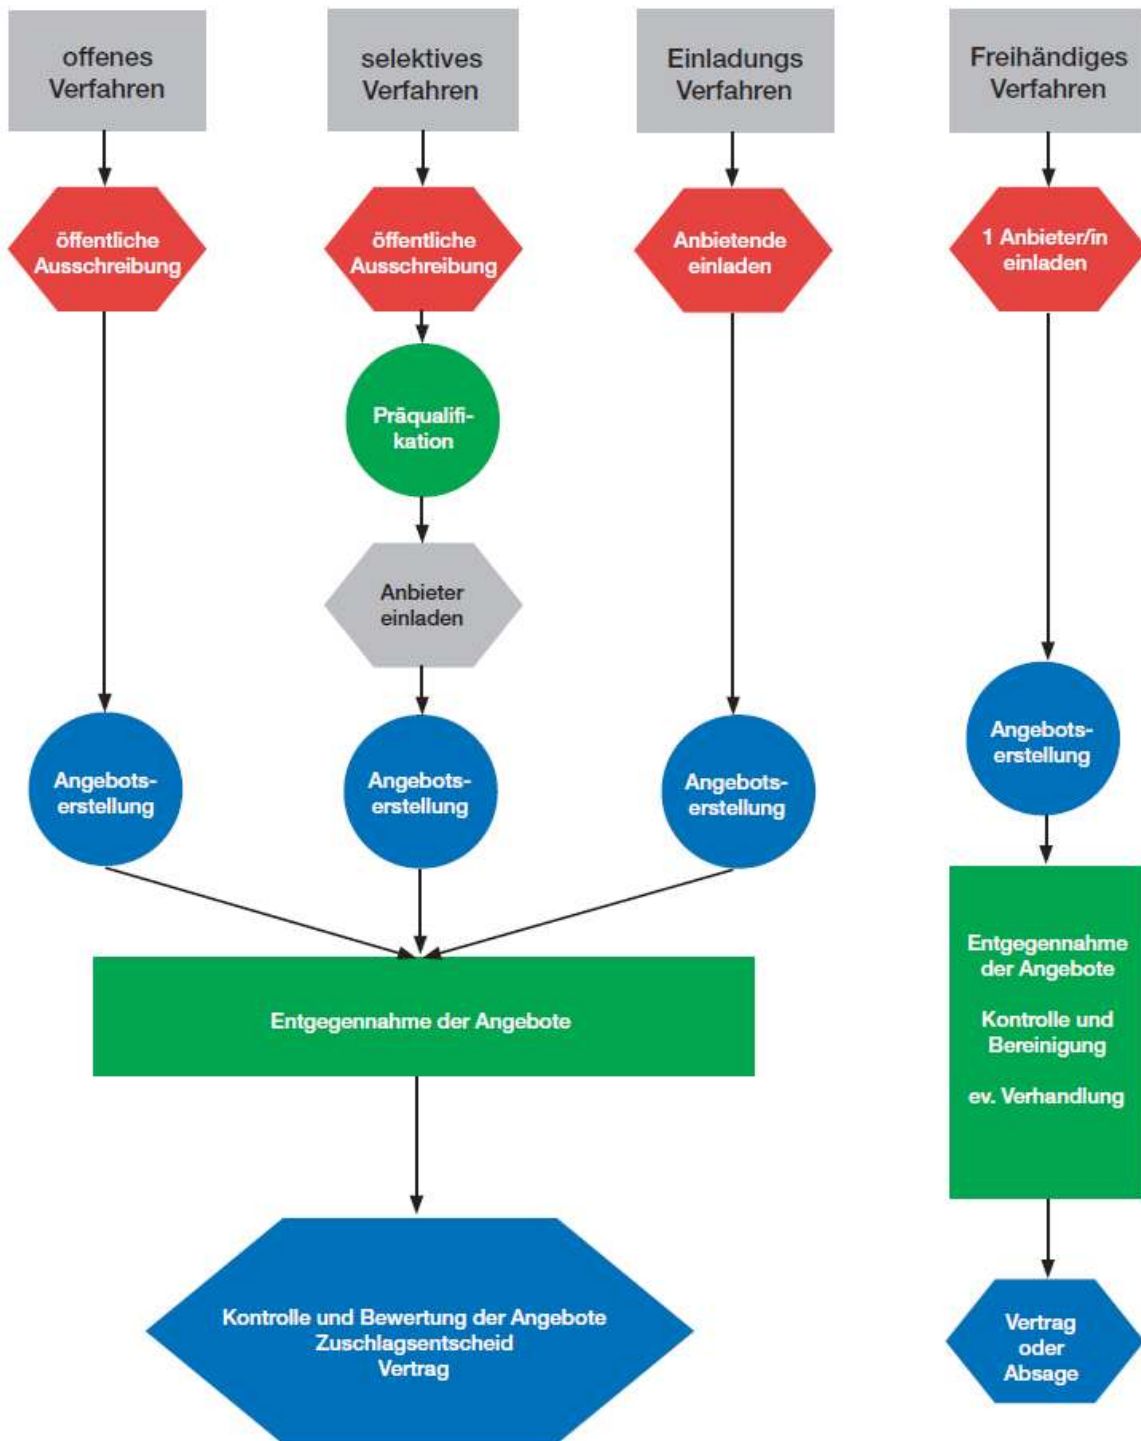 offenes
Verfahren
selektives
Verfahren
Einladungs
Verfahren
Freihändiges
Verfahren
öffentliche
Ausschreibung
öffentliche
Ausschreibung
Anbietende
einladen
1 Anbieter/in
einladen
Präqualifi-
kation
Anbieter
einladen
Angebots-
erstellung
Angebots-
erstellung
Angebots-
erstellung
Angebots-
erstellung
Entgegennahme der Angebote
Entgegennahme
der Angebote
Kontrolle und
Bereinigung
ev. Verhandlung
Kontrolle und Bewertung der Angebote
Zuschlagsentscheid
Vertrag
Vertrag
oder
Absage